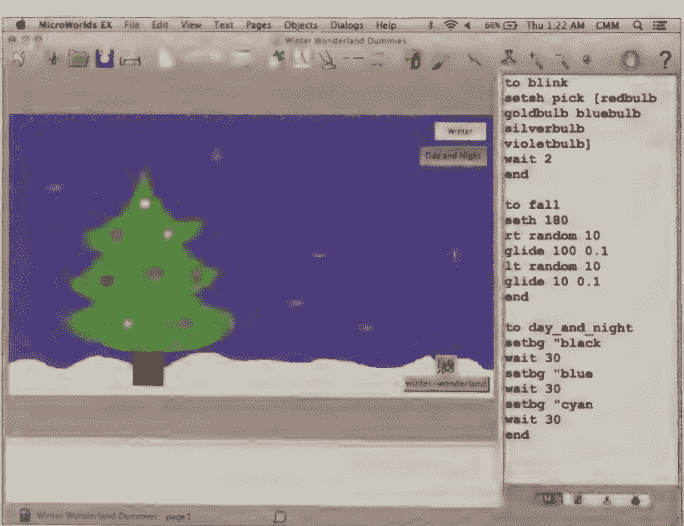 MicroWorlds EX File Edit View Text Pages Objects Dialogs Help 66% Thu 1:22 AM CMM
Winter Wonderland Dummies
Winter
Day and Night
winter-wonderland
Winter Wonderland Dummies: page1
to blink
setsh pick [redbulb
goldbulb bluebulb
silverbulb
violetbulb]
wait 2
end
to fall
seth 180
rt random 10
glide 100 0.1
lt random 10
glide 10 0.1
end
to day_and_night
setbg "black
wait 30
setbg "blue
wait 30
setbg "cyan
wait 30
end